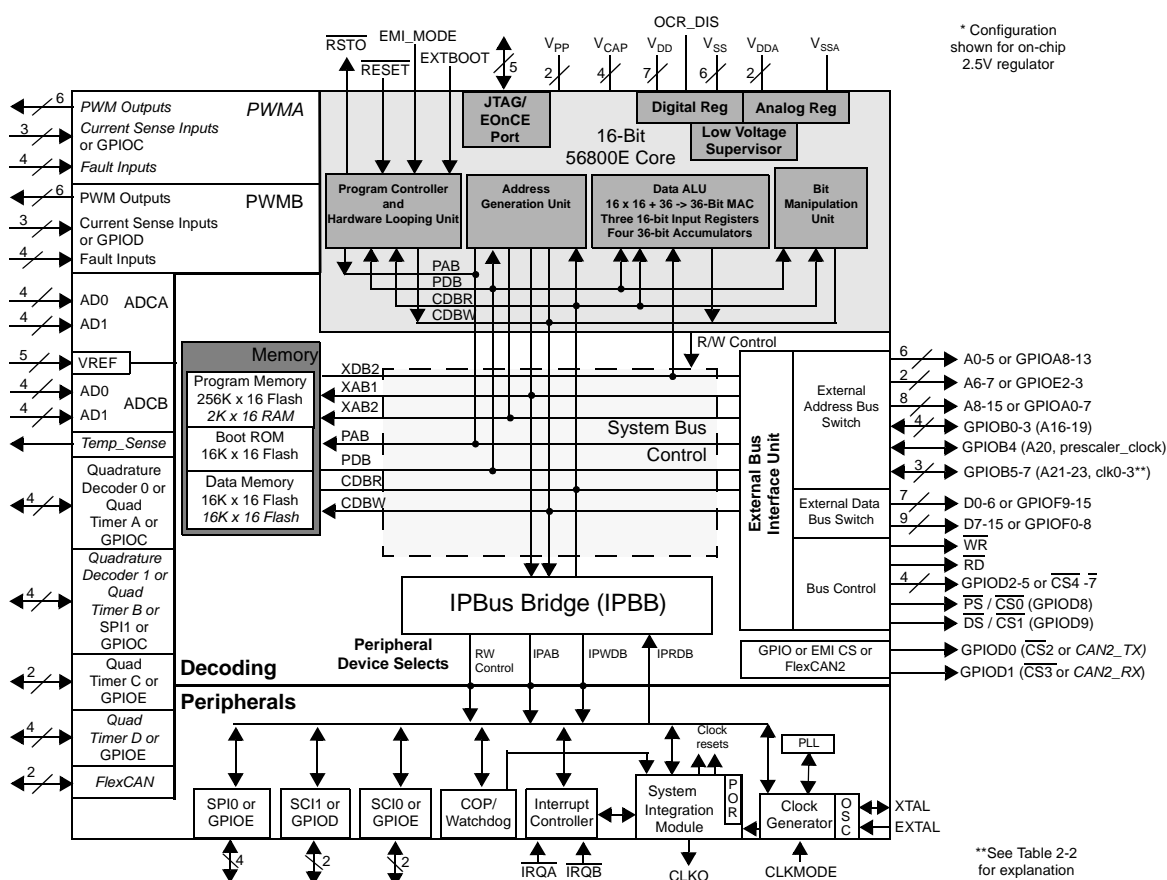 OCR_DIS
* Configuration
shown for on-chip
2.5V regulator
RSTO
EMI_MODE
RESET
EXTBOOT
5
VPP
2
VCAP
4
VDD
7
VSS
6
VDDA
2
VSSA
6
PWM Outputs
PWMA
3
Current Sense Inputs
or GPIOC
4
Fault Inputs
6
PWM Outputs
PWMB
3
Current Sense Inputs
or GPIOD
4
Fault Inputs
JTAG/
EOnCE
Port
Digital Reg
Analog Reg
Low Voltage
Supervisor
16-Bit
56800E Core
Program Controller
and
Hardware Looping Unit
Address
Generation Unit
Data ALU
16 x 16 + 36 -> 36-Bit MAC
Three 16-bit Input Registers
Four 36-bit Accumulators
Bit
Manipulation
Unit
PAB
PDB
CDBR
CDBW
4
AD0
ADCA
4
AD1
5
VREF
4
AD0
ADCB
4
AD1
Temp_Sense
4
Quadrature
Decoder 0 or
Quad
Timer A or
GPIOC
4
Quadrature
Decoder 1 or
Quad
Timer B or
SPI1 or
GPIOC
2
Quad
Timer C or
GPIOE
4
Quad
Timer D or
GPIOE
2
FlexCAN
Memory
Program Memory
256K x 16 Flash
2K x 16 RAM
Boot ROM
16K x 16 Flash
Data Memory
16K x 16 Flash
16K x 16 Flash
XDB2
XAB1
XAB2
PAB
PDB
CDBR
CDBW
R/W Control
System Bus
Control
External Bus
Interface Unit
External
Address Bus
Switch
External Data
Bus Switch
Bus Control
6
A0-5 or GPIOA8-13
2
A6-7 or GPIOE2-3
8
A8-15 or GPIOA0-7
4
GPIOB0-3 (A16-19)
GPIOB4 (A20, prescaler_clock)
3
GPIOB5-7 (A21-23, clk0-3**)
7
D0-6 or GPIOF9-15
9
D7-15 or GPIOF0-8
WR
RD
4
GPIOD2-5 or CS4 -7
PS / CS0 (GPIOD8)
DS / CS1 (GPIOD9)
GPIO or EMI CS or
FlexCAN2
GPIOD0 (CS2 or CAN2_TX)
GPIOD1 (CS3 or CAN2_RX)
IPBus Bridge (IPBB)
Peripheral
Device Selects
RW
Control
IPAB
IPWDB
IPRDB
Decoding
Peripherals
Clock
resets
PLL
SPI0 or
GPIOE
SCI1 or
GPIOD
SCI0 or
GPIOE
COP/
Watchdog
Interrupt
Controller
System
Integration
Module
POR
Clock
Generator
OSC
XTAL
EXTAL
4
2
2
IRQA
IRQB
CLKO
CLKMODE
**See Table 2-2
for explanation